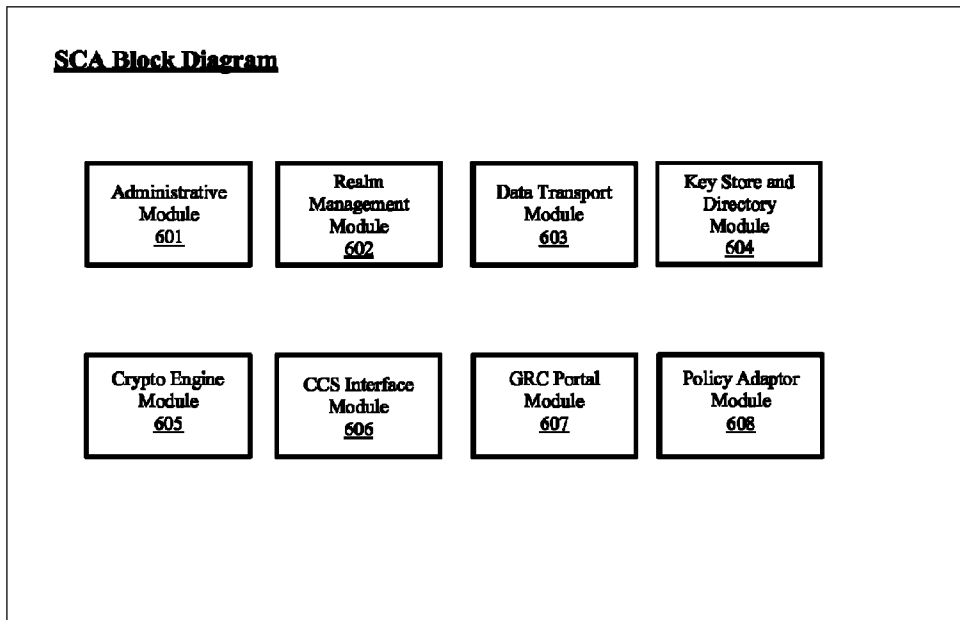 SCA Block Diagram
Administrative
Module
601
Realm
Management
Module
602
Data Transport
Module
603
Key Store and
Directory
Module
604
Crypto Engine
Module
605
CCS Interface
Module
606
GRC Portal
Module
607
Policy Adaptor
Module
608